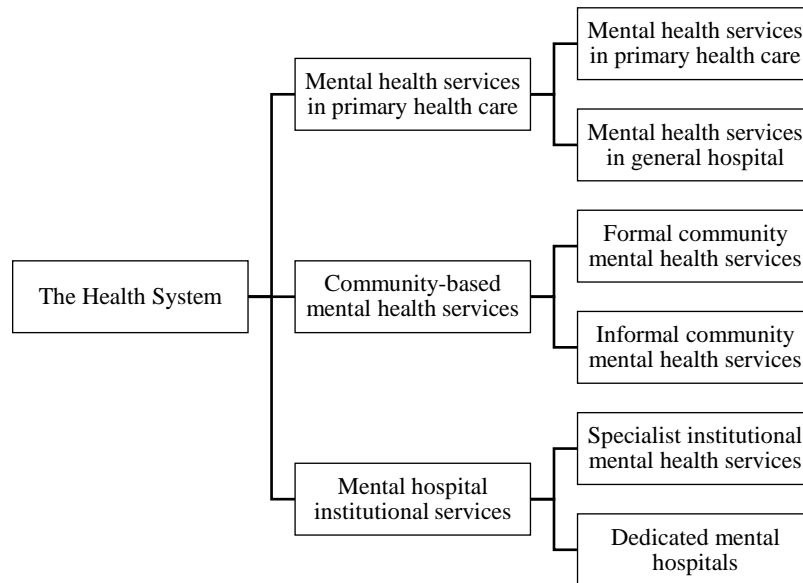 Mental health services
in primary health care
Mental health services
in primary health care
Mental health services
in general hospital
The Health System
Community-based
mental health services
Formal community
mental health services
Informal community
mental health services
Mental hospital
institutional services
Specialist institutional
mental health services
Dedicated mental
hospitals